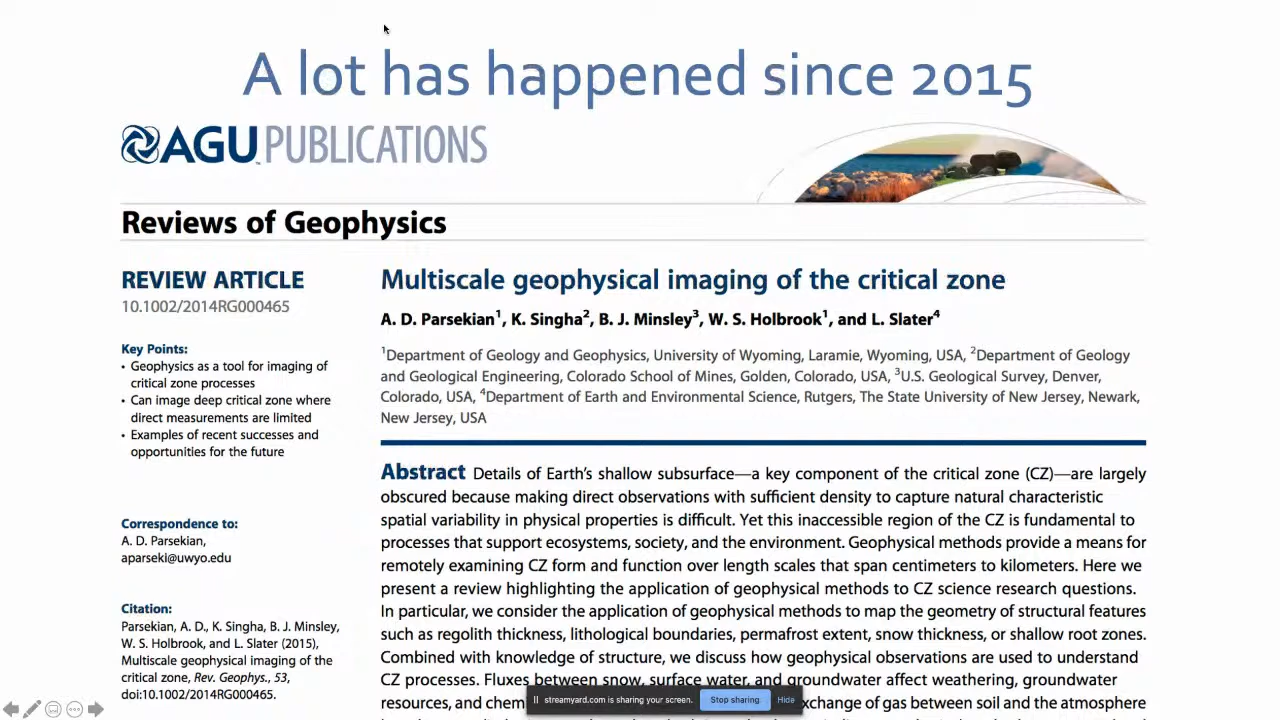 A lot has happened since 2015
AGU PUBLICATIONS
Reviews of Geophysics
REVIEW ARTICLE
10.1002/2014RG000465
Key Points:
• Geophysics as a tool for imaging of
critical zone processes
• Can image deep critical zone where
direct measurements are limited
• Examples of recent successes and
opportunities for the future
Correspondence to:
A. D. Parsekian,
aparseki@uwyo.edu
Citation:
Parsekian, A. D., K. Singha, B. J. Minsley,
W. S. Holbrook, and L. Slater (2015),
Multiscale geophysical imaging of the
critical zone, Rev. Geophys., 53,
doi:10.1002/2014RG000465.
Multiscale geophysical imaging of the critical zone
A. D. Parsekian1, K. Singha2, B. J. Minsley3, W. S. Holbrook1, and L. Slater4
1Department of Geology and Geophysics, University of Wyoming, Laramie, Wyoming, USA, 2Department of Geology
and Geological Engineering, Colorado School of Mines, Golden, Colorado, USA, 3U.S. Geological Survey, Denver,
Colorado, USA, 4Department of Earth and Environmental Science, Rutgers, The State University of New Jersey, Newark,
New Jersey, USA
Abstract Details of Earth's shallow subsurface—a key component of the critical zone (CZ)—are largely
obscured because making direct observations with sufficient density to capture natural characteristic
spatial variability in physical properties is difficult. Yet this inaccessible region of the CZ is fundamental to
processes that support ecosystems, society, and the environment. Geophysical methods provide a means for
remotely examining CZ form and function over length scales that span centimeters to kilometers. Here we
present a review highlighting the application of geophysical methods to CZ science research questions.
In particular, we consider the application of geophysical methods to map the geometry of structural features
such as regolith thickness, lithological boundaries, permafrost extent, snow thickness, or shallow root zones.
Combined with knowledge of structure, we discuss how geophysical observations are used to understand
CZ processes. Fluxes between snow, surface water, and groundwater affect weathering, groundwater
resources, and chem xchange of gas between soil and the atmosphere
streamyard.com is sharing your screen. Stop sharing Hide